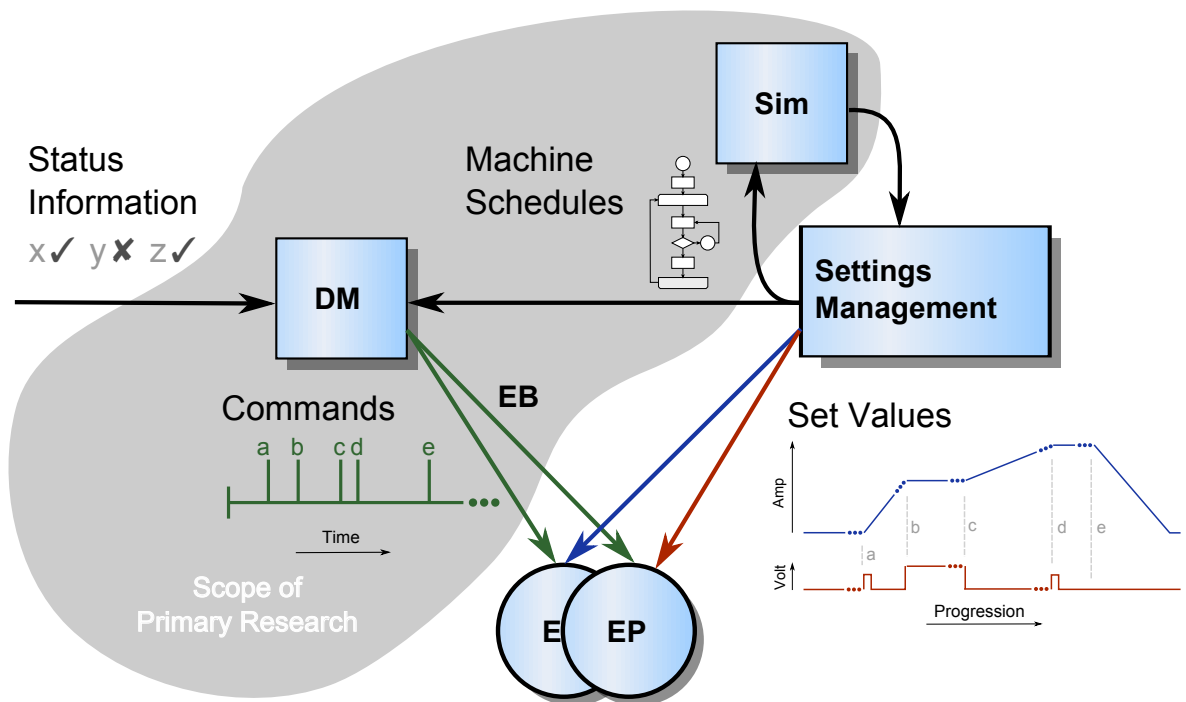 Sim
Status
Information
x✓ y✘ z✓
Machine
Schedules
DM
Settings
Management
EB
Commands
a b c d e
Time
Set Values
Amp
a b c d e
Volt
Progression
Scope of
Primary Research
E
EP